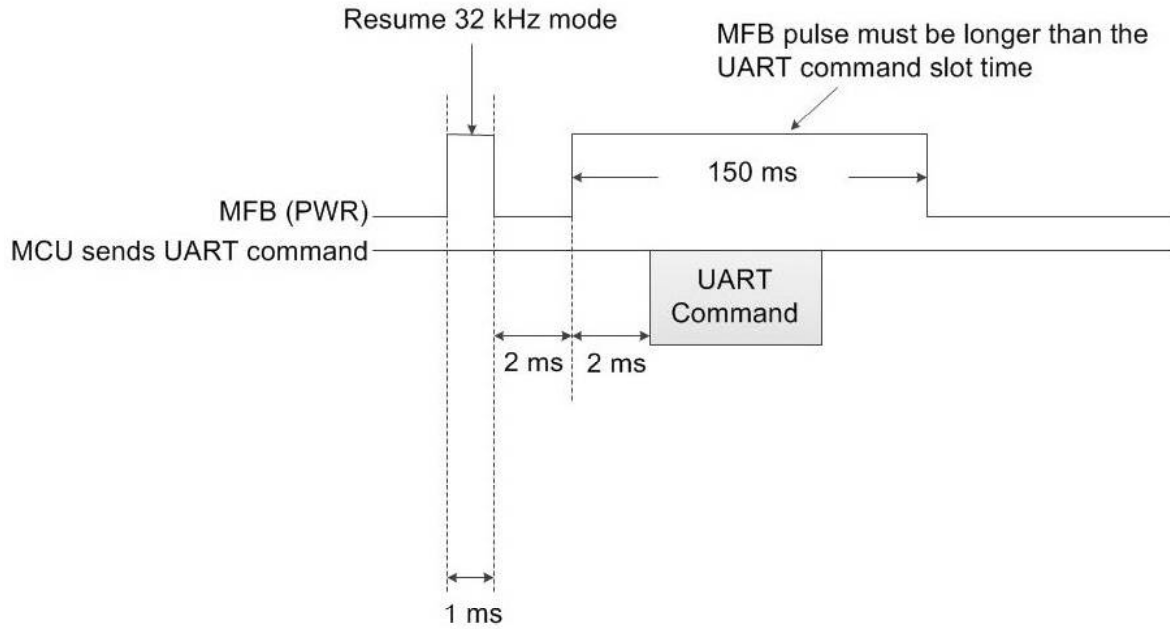 Resume 32 kHz mode
MFB pulse must be longer than the
UART command slot time
150 ms
MFB (PWR)
MCU sends UART command
UART
Command
2 ms
2 ms
1 ms